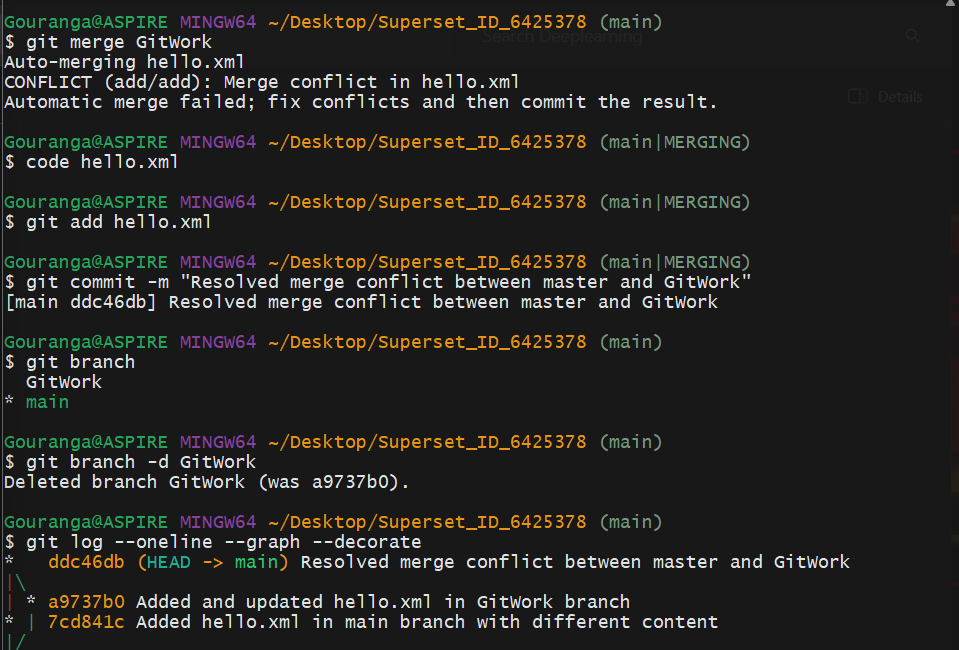 Gouranga@ASPIRE MINGW64 ~/Desktop/Superset_ID_6425378 (main)
$ git merge GitWork
Search Deeplearning
Auto-merging hello.xml
CONFLICT (add/add): Merge conflict in hello.xml
Automatic merge failed; fix conflicts and then commit the result.
Details
Gouranga@ASPIRE MINGW64 ~/Desktop/Superset_ID_6425378 (main|MERGING)
$ code hello.xml
Gouranga@ASPIRE MINGW64 ~/Desktop/Superset_ID_6425378 (main|MERGING)
$ git add hello.xml
Gouranga@ASPIRE MINGW64 ~/Desktop/Superset_ID_6425378 (main|MERGING)
$ git commit -m "Resolved merge conflict between master and GitWork"
[main ddc46db] Resolved merge conflict between master and GitWork
Gouranga@ASPIRE MINGW64 ~/Desktop/Superset_ID_6425378 (main)
$ git branch
  GitWork
* main
Gouranga@ASPIRE MINGW64 ~/Desktop/Superset_ID_6425378 (main)
$ git branch -d GitWork
Deleted branch GitWork (was a9737b0).
Gouranga@ASPIRE MINGW64 ~/Desktop/Superset_ID_6425378 (main)
$ git log --oneline --graph --decorate
*   ddc46db (HEAD -> main) Resolved merge conflict between master and GitWork
|\
| * a9737b0 Added and updated hello.xml in GitWork branch
* | 7cd841c Added hello.xml in main branch with different content
|/